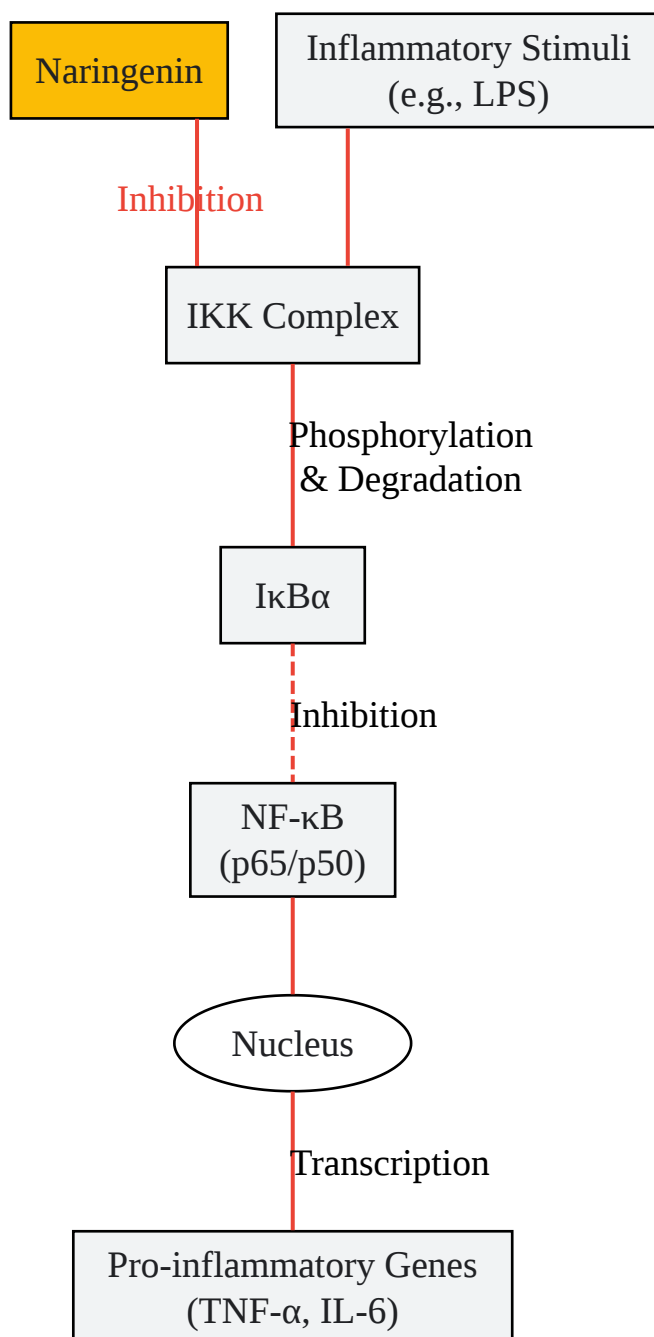 Naringenin
Inflammatory Stimuli
(e.g., LPS)
Inhibition
IKK Complex
Phosphorylation
& Degradation
IκBα
Inhibition
NF-κB
(p65/p50)
Nucleus
Transcription
Pro-inflammatory Genes
(TNF-α, IL-6)